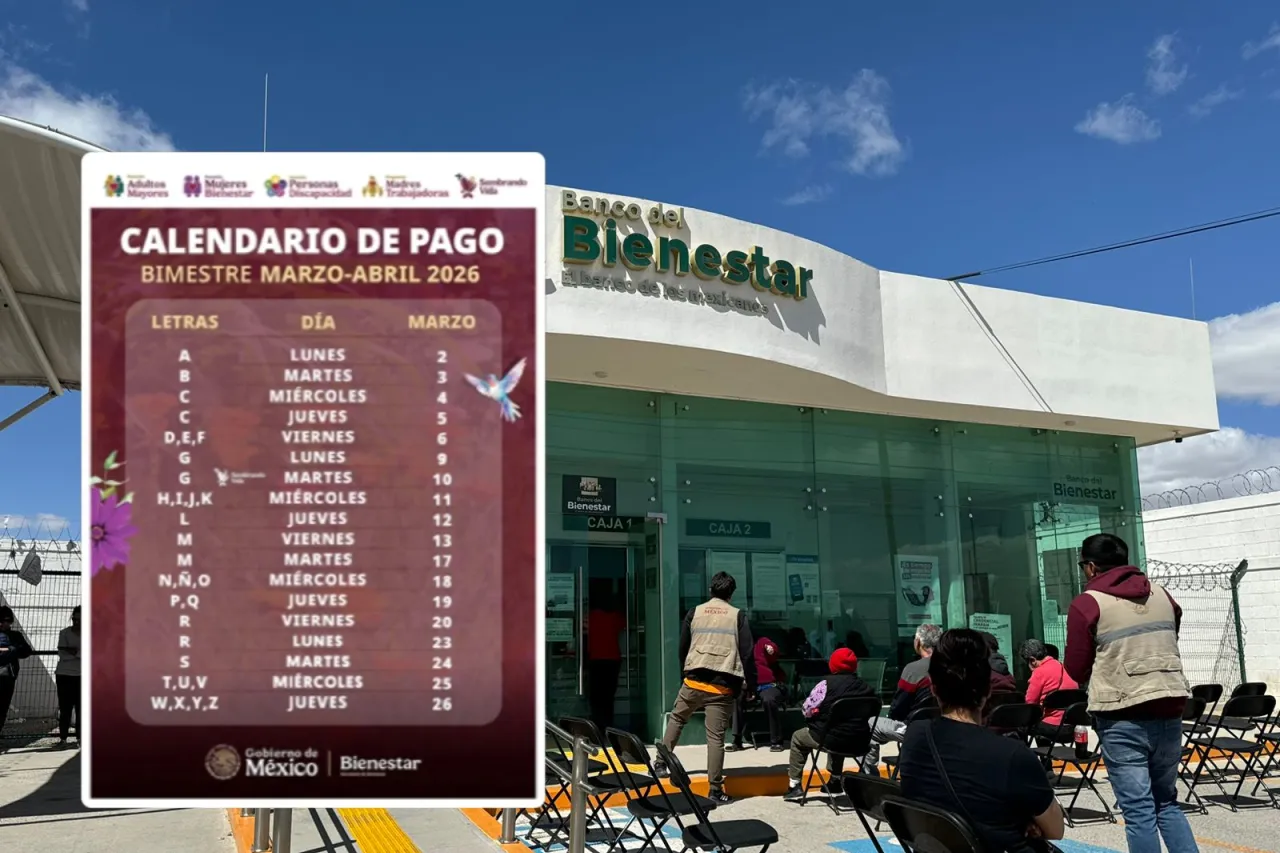 Adultos Mayores
Mujeres Bienestar
Personas Discapacidad
Madres Trabajadoras
Sembrando Vida
CALENDARIO DE PAGO
BIMESTRE MARZO-ABRIL 2026
LETRAS DÍA MARZO
A LUNES 2
B MARTES 3
C MIÉRCOLES 4
C JUEVES 5
D,E,F VIERNES 6
G LUNES 9
G MARTES 10
H,I,J,K MIÉRCOLES 11
L JUEVES 12
M VIERNES 13
M MARTES 17
N,Ñ,O MIÉRCOLES 18
P,Q JUEVES 19
R VIERNES 20
R LUNES 23
S MARTES 24
T,U,V MIÉRCOLES 25
W,X,Y,Z JUEVES 26
Gobierno de
México
Bienestar
Banco del
Bienestar
El banco de los mexicanos
Banco del
Bienestar
CAJA 1
CAJA 2
Banco del
Bienestar